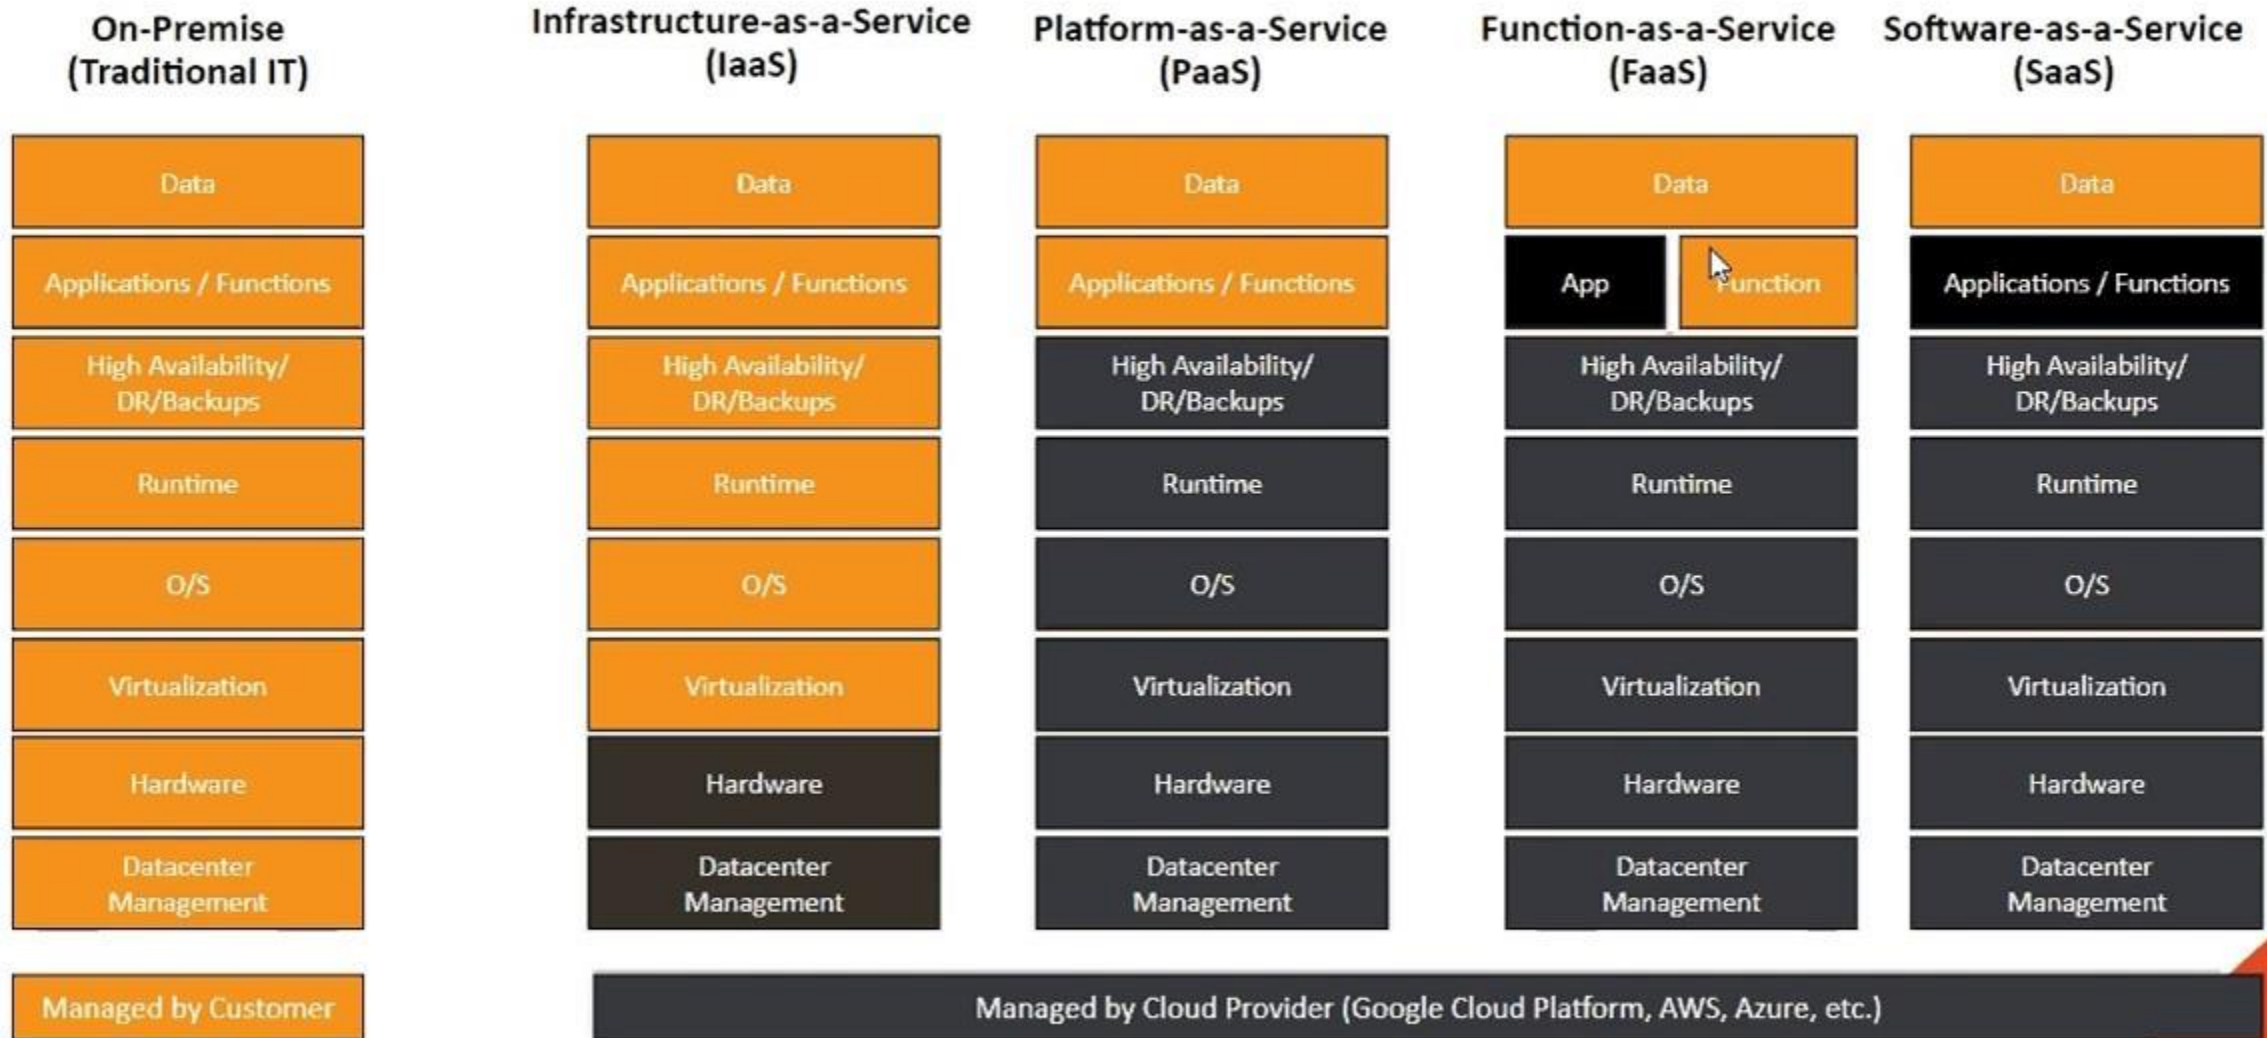 On-Premise
(Traditional IT)
Infrastructure-as-a-Service
(IaaS)
Platform-as-a-Service
(PaaS)
Function-as-a-Service
(FaaS)
Software-as-a-Service
(SaaS)
Data
Data
Data
Data
Data
Applications / Functions
Applications / Functions
Applications / Functions
App
Function
Applications / Functions
High Availability/
DR/Backups
High Availability/
DR/Backups
High Availability/
DR/Backups
High Availability/
DR/Backups
High Availability/
DR/Backups
Runtime
Runtime
Runtime
Runtime
Runtime
O/S
O/S
O/S
O/S
O/S
Virtualization
Virtualization
Virtualization
Virtualization
Virtualization
Hardware
Hardware
Hardware
Hardware
Hardware
Datacenter
Management
Datacenter
Management
Datacenter
Management
Datacenter
Management
Datacenter
Management
Managed by Customer
Managed by Cloud Provider (Google Cloud Platform, AWS, Azure, etc.)